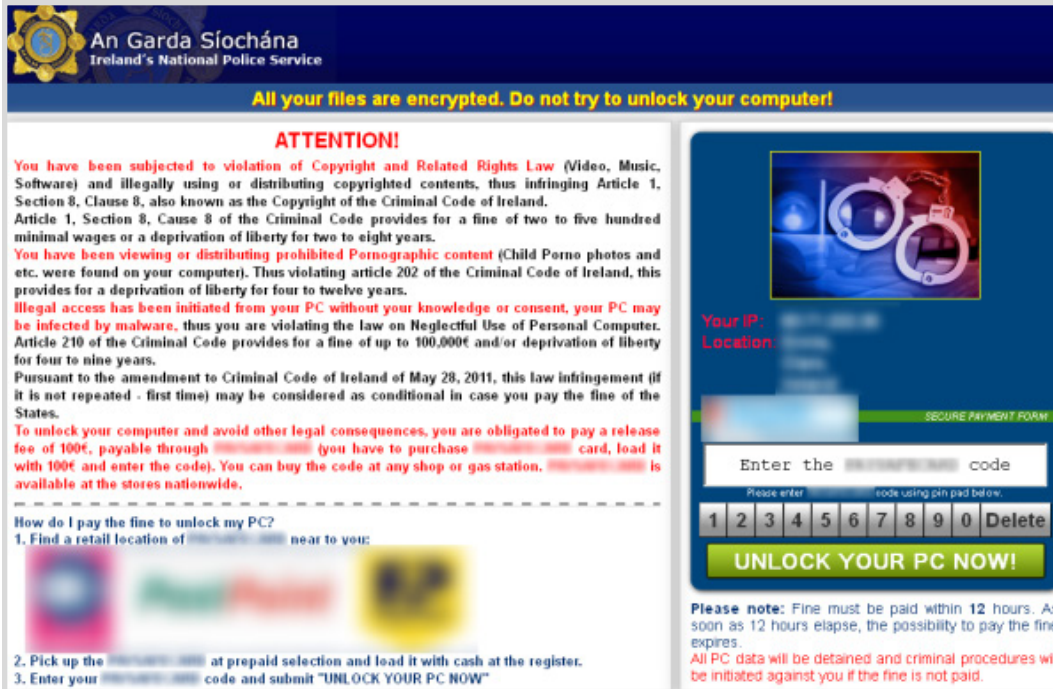 An Garda Síochána
Ireland's National Police Service
All your files are encrypted. Do not try to unlock your computer!
ATTENTION!
You have been subjected to violation of Copyright and Related Rights Law (Video, Music,
Software) and illegally using or distributing copyrighted contents, thus infringing Article 1,
Section 8, Clause 8, also known as the Copyright of the Criminal Code of Ireland.
Article 1, Section 8, Cause 8 of the Criminal Code provides for a fine of two to five hundred
minimal wages or a deprivation of liberty for two to eight years.
You have been viewing or distributing prohibited Pornographic content (Child Porno photos and
etc. were found on your computer). Thus violating article 202 of the Criminal Code of Ireland, this
provides for a deprivation of liberty for four to twelve years.
Illegal access has been initiated from your PC without your knowledge or consent, your PC may
be infected by malware, thus you are violating the law on Neglectful Use of Personal Computer.
Article 210 of the Criminal Code provides for a fine of up to 100,000€ and/or deprivation of liberty
for four to nine years.
Pursuant to the amendment to Criminal Code of Ireland of May 28, 2011, this law infringement (if
it is not repeated - first time) may be considered as conditional in case you pay the fine of the
States.
To unlock your computer and avoid other legal consequences, you are obligated to pay a release
fee of 100€, payable through (you have to purchase card, load it
with 100€ and enter the code). You can buy the code at any shop or gas station. is
available at the stores nationwide.
How do I pay the fine to unlock my PC?
1. Find a retail location of near to you:
2. Pick up the at prepaid selection and load it with cash at the register.
3. Enter your code and submit "UNLOCK YOUR PC NOW"
Your IP:
Location:
SECURE PAYMENT FORM
Enter the code
Please enter code using pin pad below.
1 2 3 4 5 6 7 8 9 0 Delete
UNLOCK YOUR PC NOW!
Please note: Fine must be paid within 12 hours. As
soon as 12 hours elapse, the possibility to pay the fine
expires.
All PC data will be detained and criminal procedures wi
be initiated against you if the fine is not paid.